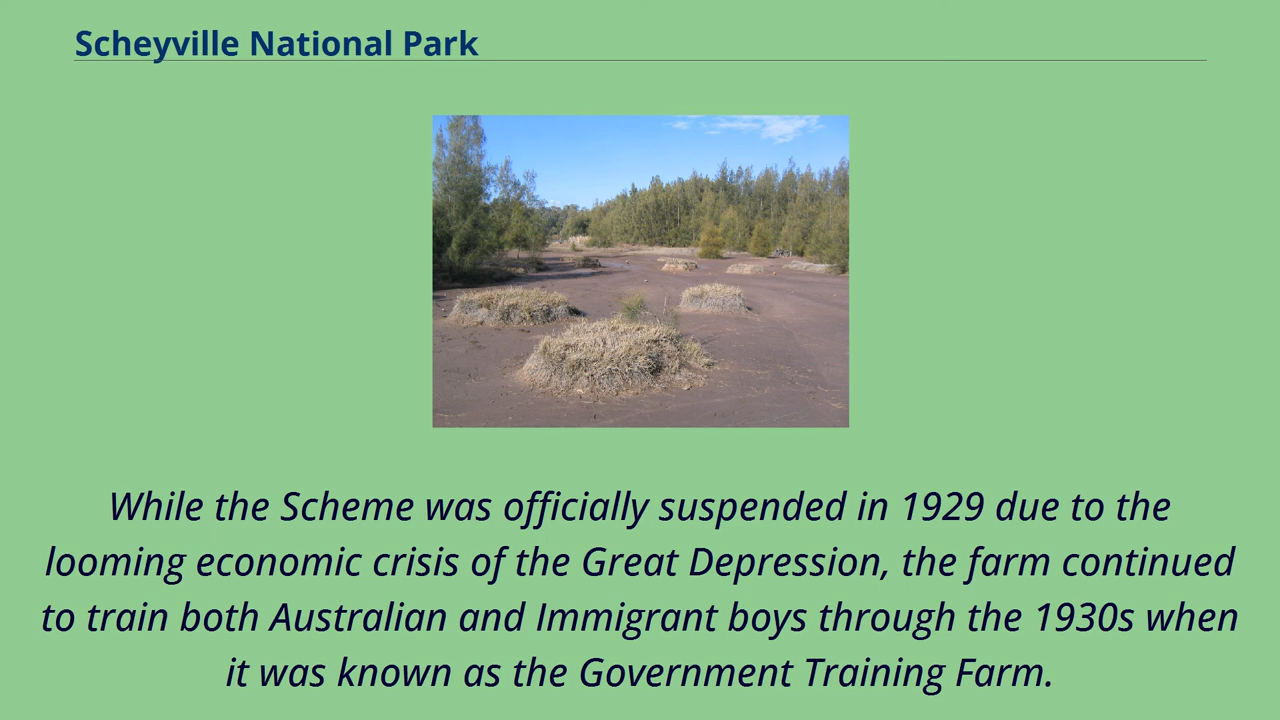 Scheyville National Park
While the Scheme was officially suspended in 1929 due to the
looming economic crisis of the Great Depression, the farm continued
to train both Australian and Immigrant boys through the 1930s when
it was known as the Government Training Farm.